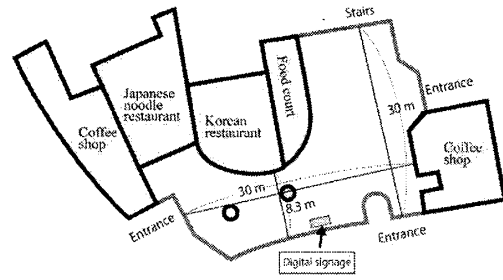 Stairs
Japanese
noodle
restaurant
Food court
Entrance
Coffee
shop
Korean
restaurant
30 m
Coffee
shop
30 m
8.3 m
Entrance
Entrance
Digital signage